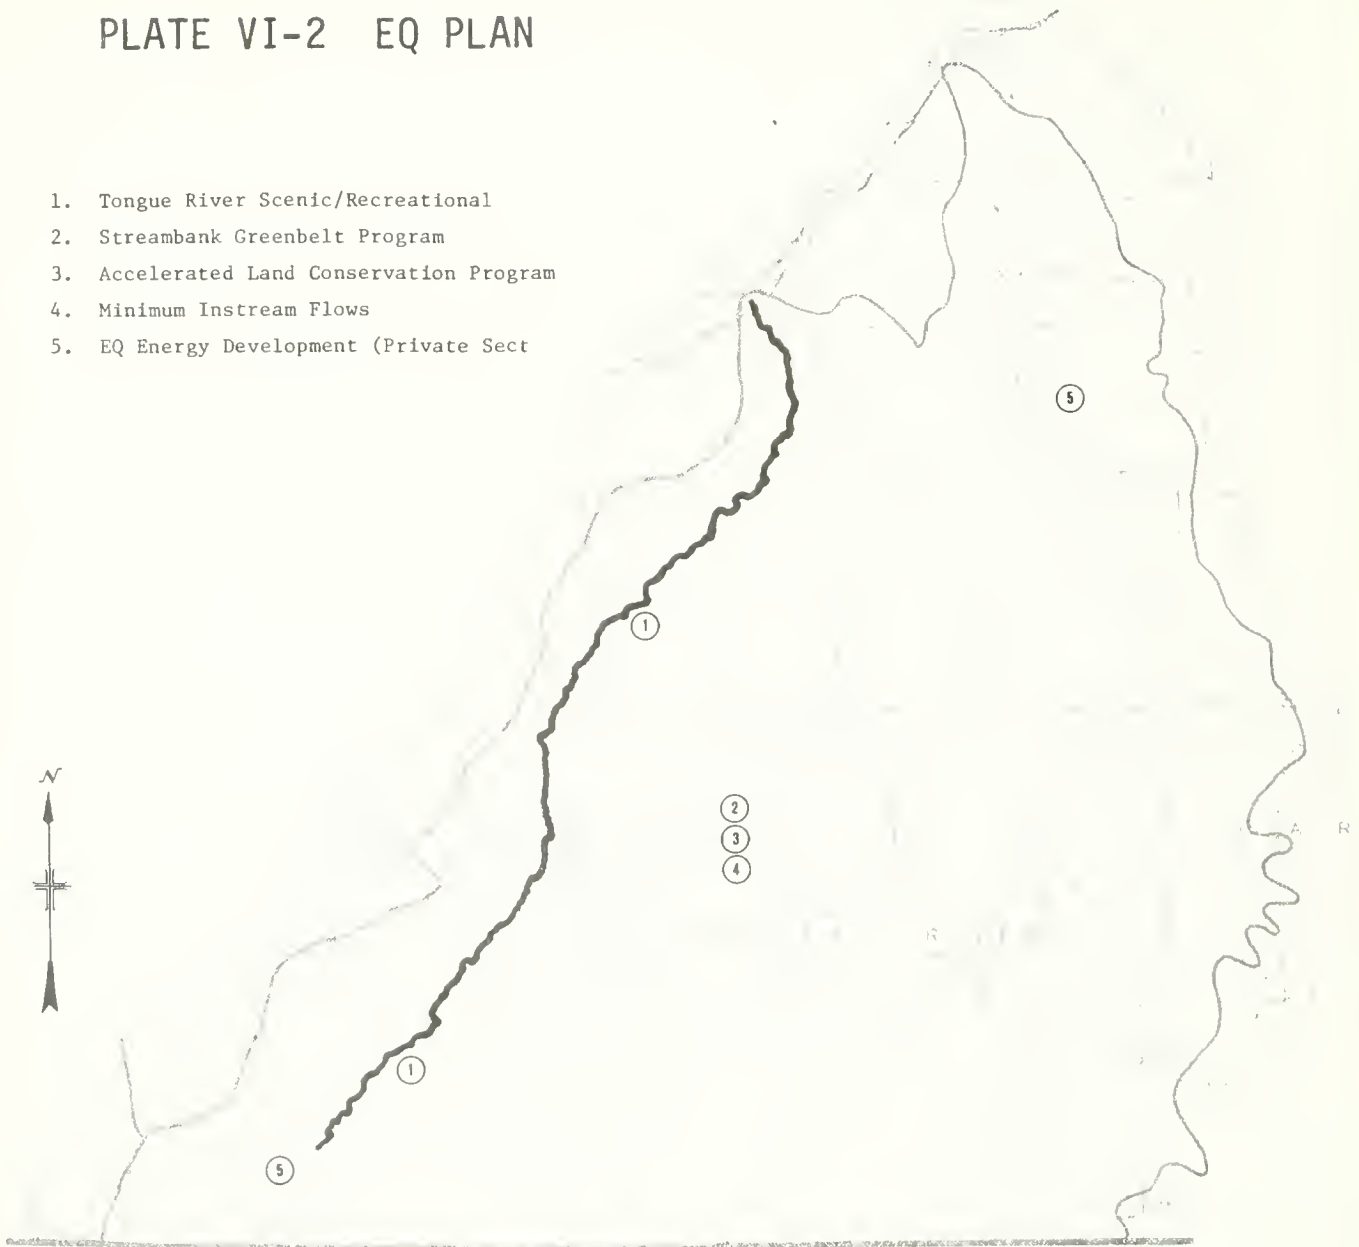 PLATE VI-2 EQ PLAN
1. Tongue River Scenic/Recreational
2. Streambank Greenbelt Program
3. Accelerated Land Conservation Program
4. Minimum Instream Flows
5. EQ Energy Development (Private Sect
5
1
N
2
3
4
A R
R
1
5